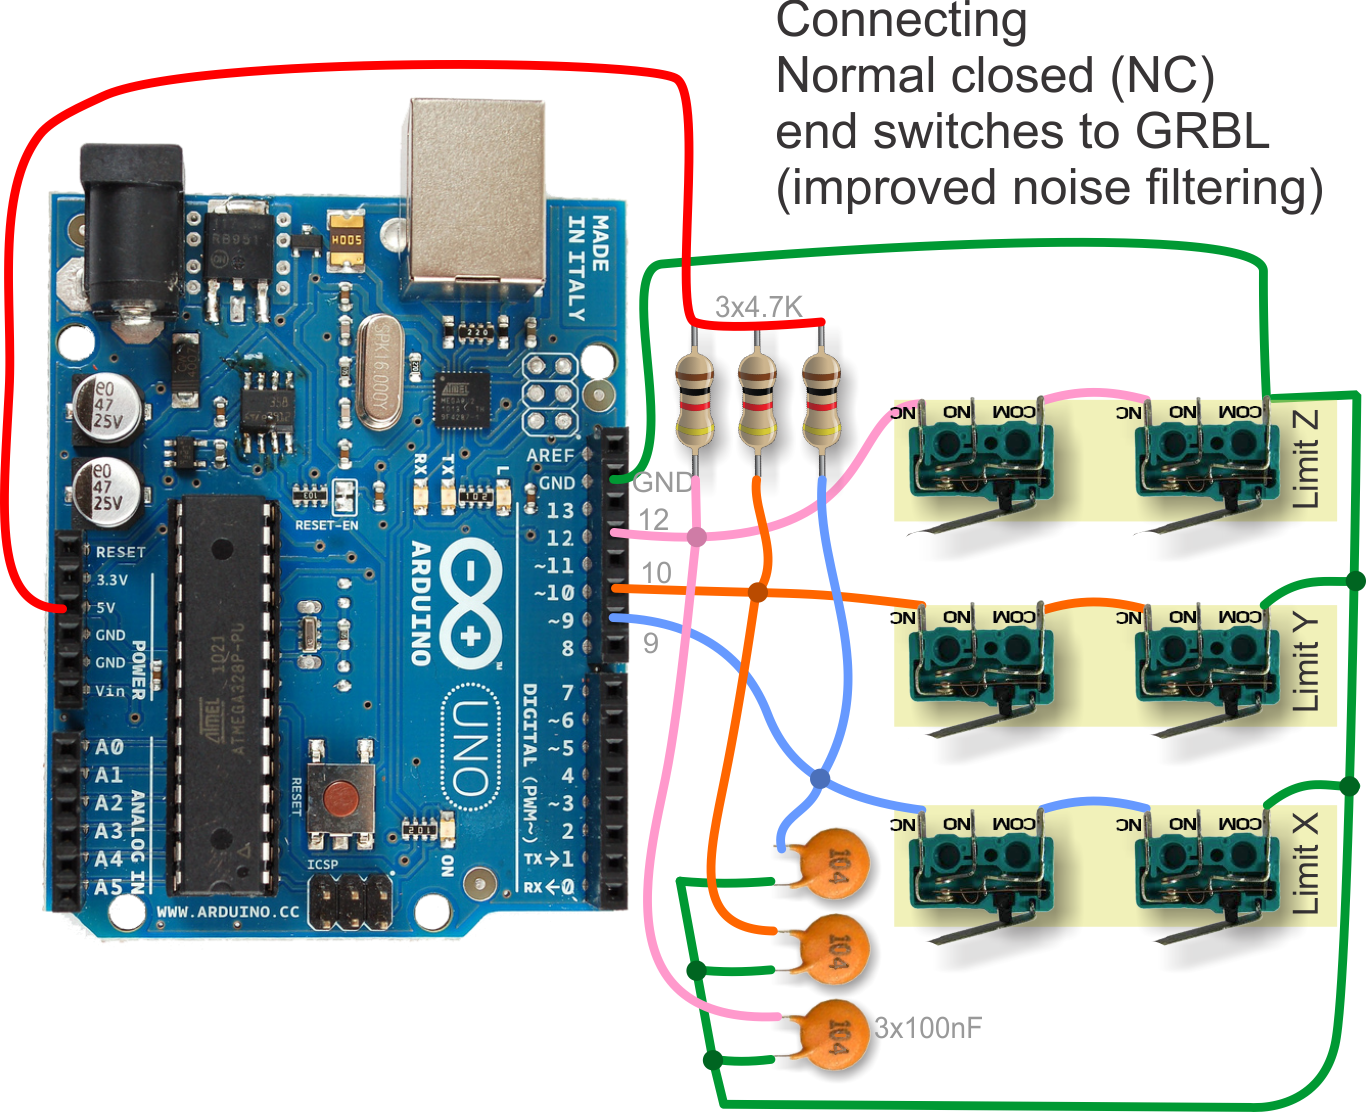 Connecting
Normal closed (NC)
end switches to GRBL
(improved noise filtering)
MADE
IN ITALY
3x4.7K
SPK16.000Y
220
47
25V
47
25V
RESET-EN
RX
TX
L
AREF
GND
13
12
~11
~10
~9
8
7
~6
~5
4
~3
2
TX→1
RX←0
DIGITAL (PWM~)
GND
12
10
9
ARDUINO
™
UNO
RESET
3.3V
5V
GND
GND
Vin
POWER
A0
A1
A2
A3
A4
A5
ANALOG IN
ATMEL
ATMEGA328P-PU
1021
RESET
ICSP
ON
WWW.ARDUINO.CC
NC
NO
COM
NC
NO
COM
Limit Z
NC
NO
COM
NC
NO
COM
Limit Y
NC
NO
COM
NC
NO
COM
Limit X
104
104
104
3x100nF